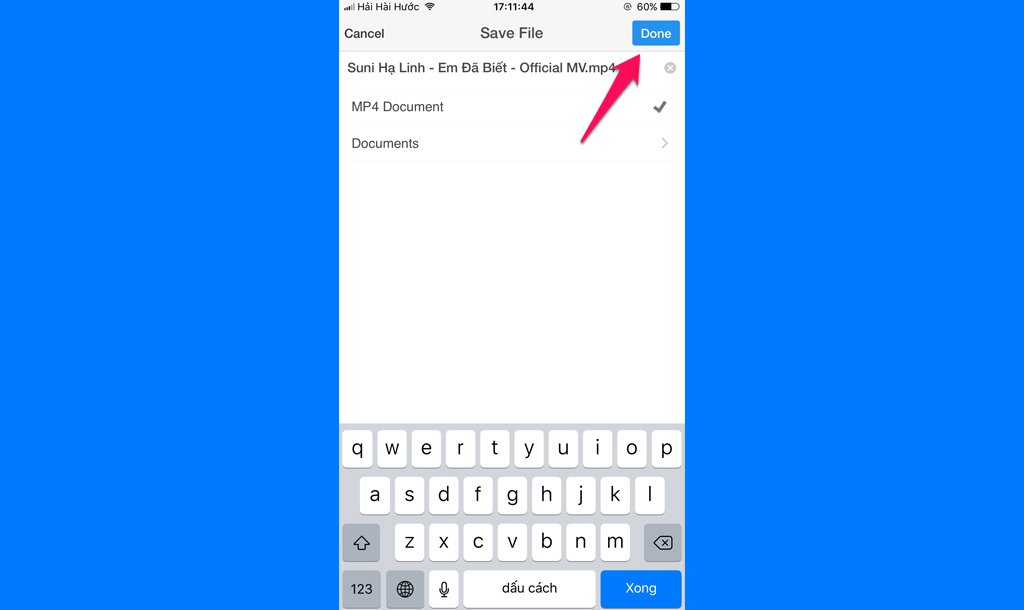 Hải Hài Hước 17:11:44 60%
Cancel Save File Done
Suni Hạ Linh - Em Đã Biết - Official MV.mp4
MP4 Document
Documents
q w e r t y u i o p
a s d f g h j k l
z x c v b n m
123 dấu cách Xong